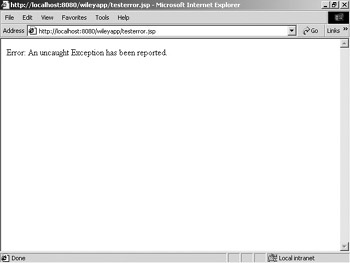 http://localhost:8080/wileyapp/testerror.jsp - Microsoft Internet Explorer
File Edit View Favorites Tools Help
Address http://localhost:8080/wileyapp/testerror.jsp Go Links »
Error: An uncaught Exception has been reported.
Done Local intranet